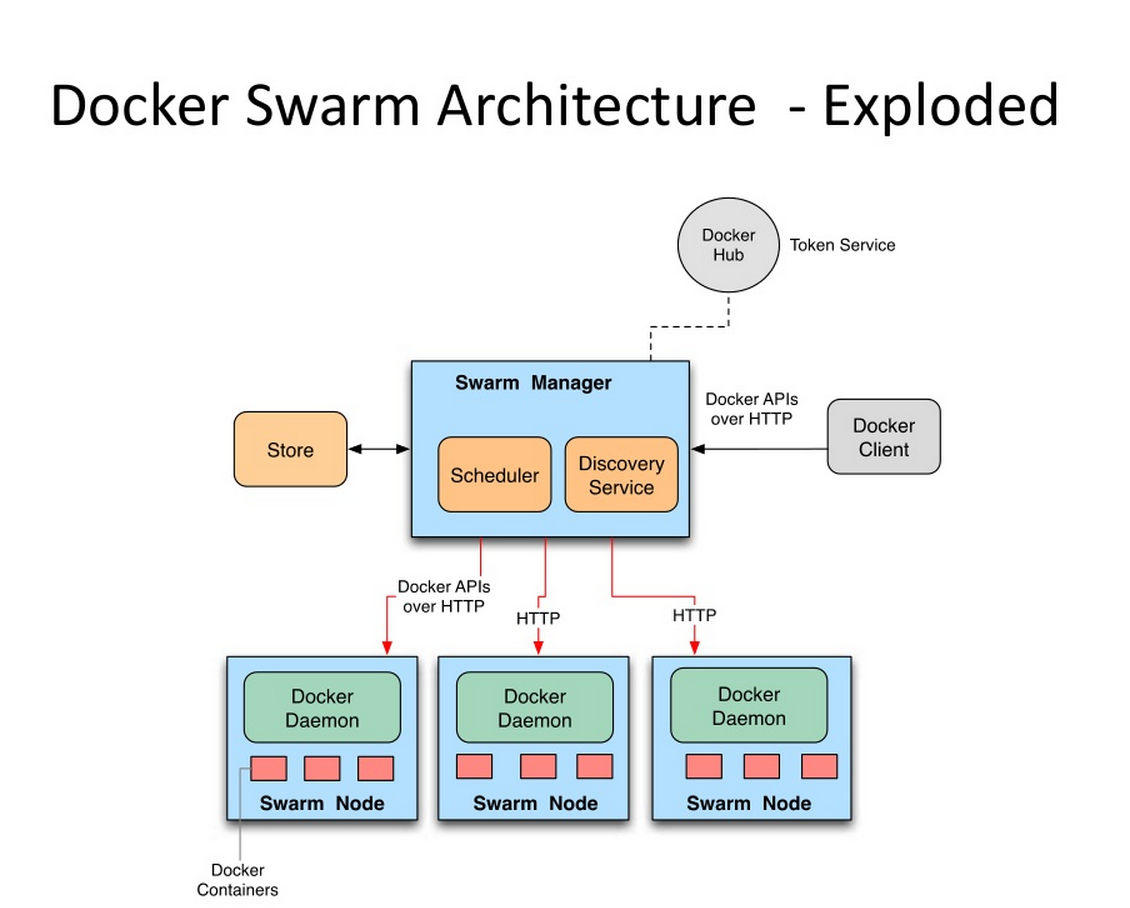 Docker Swarm Architecture - Exploded
Docker
Hub
Token Service
Swarm Manager
Docker APIs
over HTTP
Docker
Client
Store
Scheduler
Discovery
Service
Docker APIs
over HTTP
HTTP
HTTP
Docker
Daemon
Docker
Daemon
Docker
Daemon
Swarm Node
Swarm Node
Swarm Node
Docker
Containers